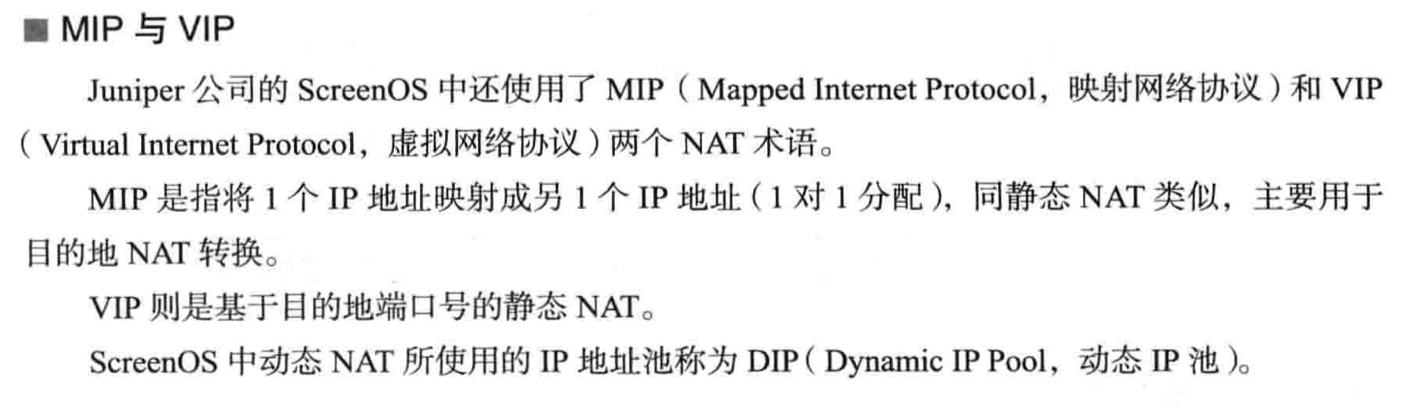 ■ MIP 与 VIP
Juniper 公司的 ScreenOS 中还使用了 MIP（Mapped Internet Protocol，映射网络协议）和 VIP
（Virtual Internet Protocol，虚拟网络协议）两个 NAT 术语。
MIP 是指将 1 个 IP 地址映射成另 1 个 IP 地址（1 对 1 分配），同静态 NAT 类似，主要用于
目的地 NAT 转换。
VIP 则是基于目的地端口号的静态 NAT。
ScreenOS 中动态 NAT 所使用的 IP 地址池称为 DIP（Dynamic IP Pool，动态 IP 池）。